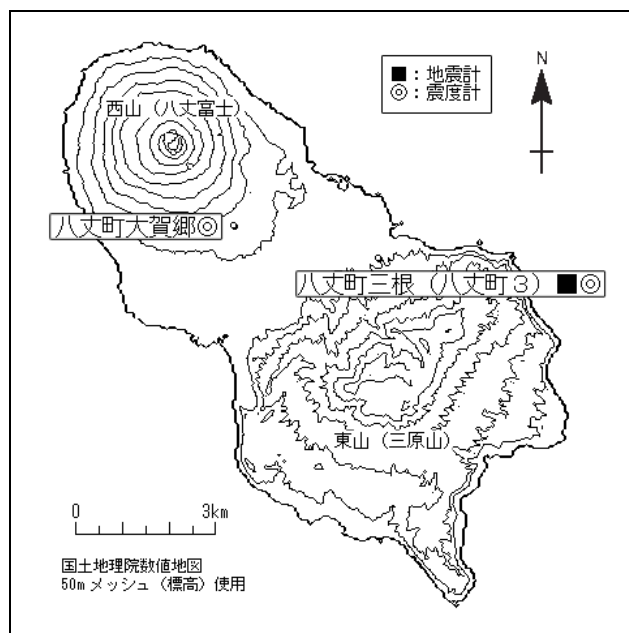 N
■：地震計
◎：震度計
西山（八丈富士）
八丈町大賀郷◎
八丈町三根（八丈町３）■◎
東山（三原山）
0 3km
国土地理院数値地図
50mメッシュ（標高）使用